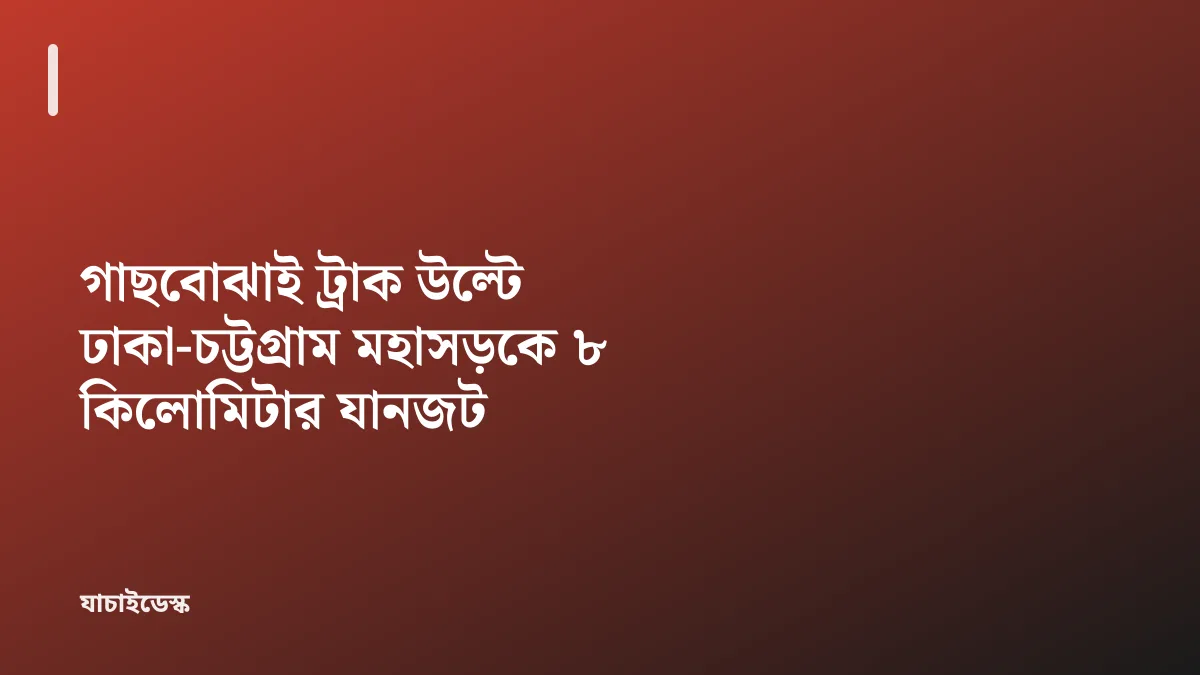 গাছবোঝাই ট্রাক উল্টে
ঢাকা-চট্টগ্রাম মহাসড়কে ৮
কিলোমিটার যানজট
যাচাইডেস্ক